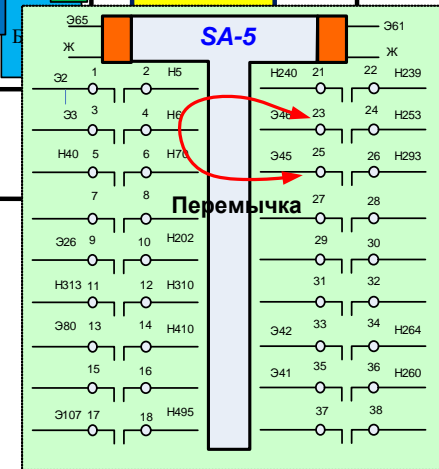 Б
Э65 SA-5 Э61
Ж Ж
Э2 1 2 Н5 Н240 21 22 Н239
Э3 3 4 Н6 Э46 23 24 Н253
Н40 5 6 Н70 Э45 25 26 Н293
7 8 Перемычка 27 28
Э26 9 10 Н202 29 30
Н313 11 12 Н310 31 32
Э80 13 14 Н410 Э42 33 34 Н264
15 16 Э41 35 36 Н260
Э107 17 18 Н495 37 38